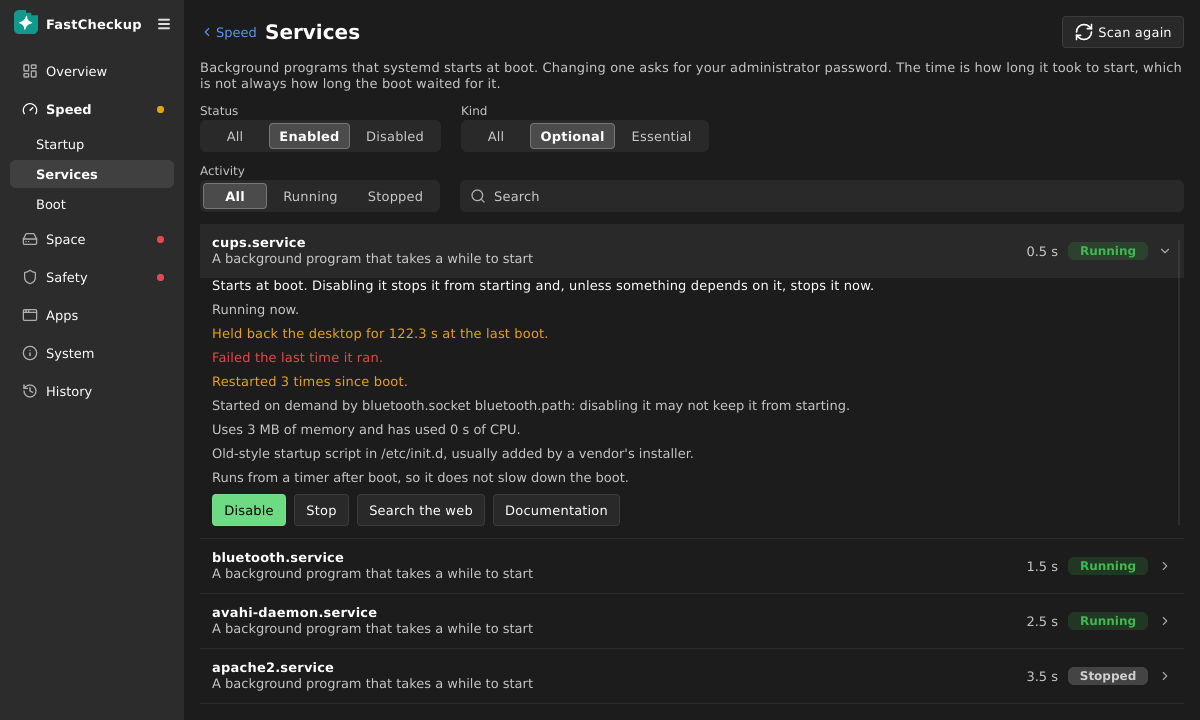 FastCheckup
Overview
Speed
Startup
Services
Boot
Space
Safety
Apps
System
History
Speed
Services
Scan again
Background programs that systemd starts at boot. Changing one asks for your administrator password. The time is how long it took to start, which
is not always how long the boot waited for it.
Status
Kind
All Enabled Disabled
All Optional Essential
Activity
All Running Stopped
Search
cups.service
A background program that takes a while to start
0.5 s Running
Starts at boot. Disabling it stops it from starting and, unless something depends on it, stops it now.
Running now.
Held back the desktop for 122.3 s at the last boot.
Failed the last time it ran.
Restarted 3 times since boot.
Started on demand by bluetooth.socket bluetooth.path: disabling it may not keep it from starting.
Uses 3 MB of memory and has used 0 s of CPU.
Old-style startup script in /etc/init.d, usually added by a vendor's installer.
Runs from a timer after boot, so it does not slow down the boot.
Disable Stop Search the web Documentation
bluetooth.service
A background program that takes a while to start
1.5 s Running
avahi-daemon.service
A background program that takes a while to start
2.5 s Running
apache2.service
A background program that takes a while to start
3.5 s Stopped